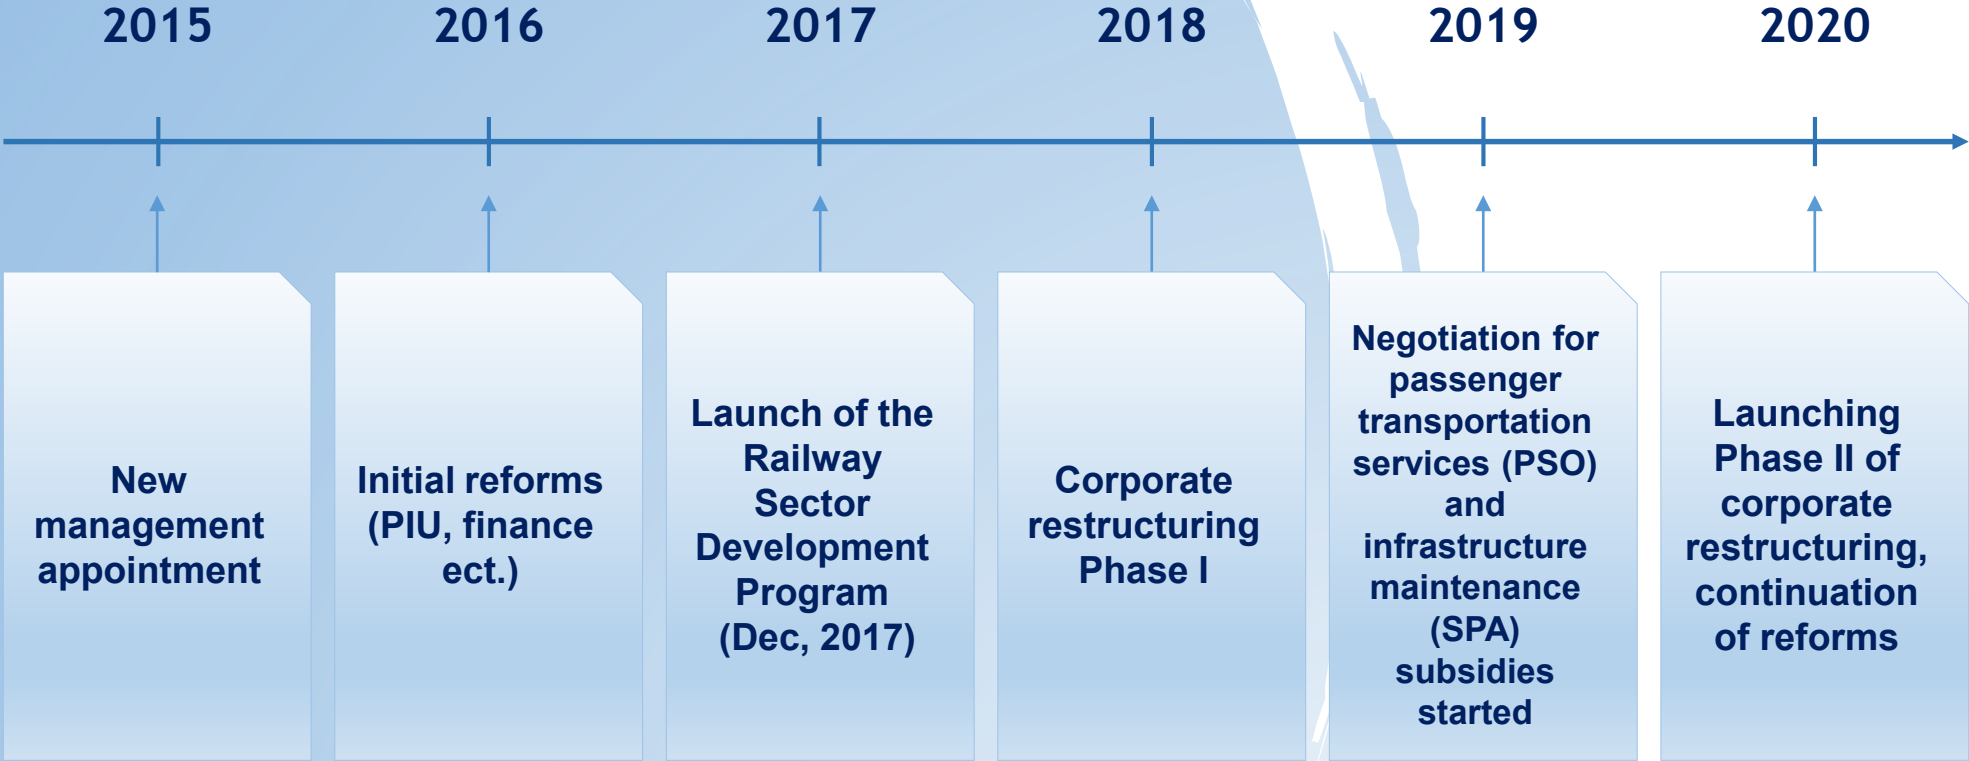 2015
2016
2017
2018
2019
2020
New
management
appointment
Initial reforms
(PIU, finance
ect.)
Launch of the
Railway
Sector
Development
Program
(Dec, 2017)
Corporate
restructuring
Phase I
Negotiation for
passenger
transportation
services (PSO)
and
infrastructure
maintenance
(SPA)
subsidies
started
Launching
Phase II of
corporate
restructuring,
continuation
of reforms